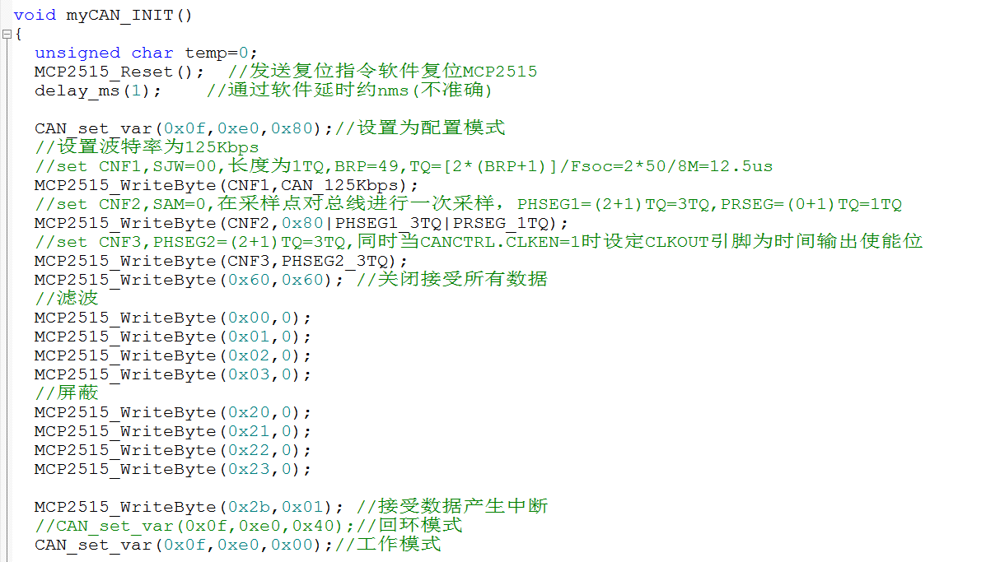 void myCAN_INIT()
{
unsigned char temp=0;
MCP2515_Reset();  //发送复位指令软件复位MCP2515
delay_ms(1);    //通过软件延时约nms(不准确)
CAN_set_var(0x0f,0xe0,0x80);//设置为配置模式
//设置波特率为125Kbps
//set CNF1,SJW=00,长度为1TQ,BRP=49,TQ=[2*(BRP+1)]/Fsoc=2*50/8M=12.5us
MCP2515_WriteByte(CNF1,CAN_125Kbps);
//set CNF2,SAM=0,在采样点对总线进行一次采样，PHSEG1=(2+1)TQ=3TQ,PRSEG=(0+1)TQ=1TQ
MCP2515_WriteByte(CNF2,0x80|PHSEG1_3TQ|PRSEG_1TQ);
//set CNF3,PHSEG2=(2+1)TQ=3TQ,同时当CANCTRL.CLKEN=1时设定CLKOUT引脚为时间输出使能位
MCP2515_WriteByte(CNF3,PHSEG2_3TQ);
MCP2515_WriteByte(0x60,0x60); //关闭接受所有数据
//滤波
MCP2515_WriteByte(0x00,0);
MCP2515_WriteByte(0x01,0);
MCP2515_WriteByte(0x02,0);
MCP2515_WriteByte(0x03,0);
//屏蔽
MCP2515_WriteByte(0x20,0);
MCP2515_WriteByte(0x21,0);
MCP2515_WriteByte(0x22,0);
MCP2515_WriteByte(0x23,0);
MCP2515_WriteByte(0x2b,0x01); //接受数据产生中断
//CAN_set_var(0x0f,0xe0,0x40);//回环模式
CAN_set_var(0x0f,0xe0,0x00);//工作模式